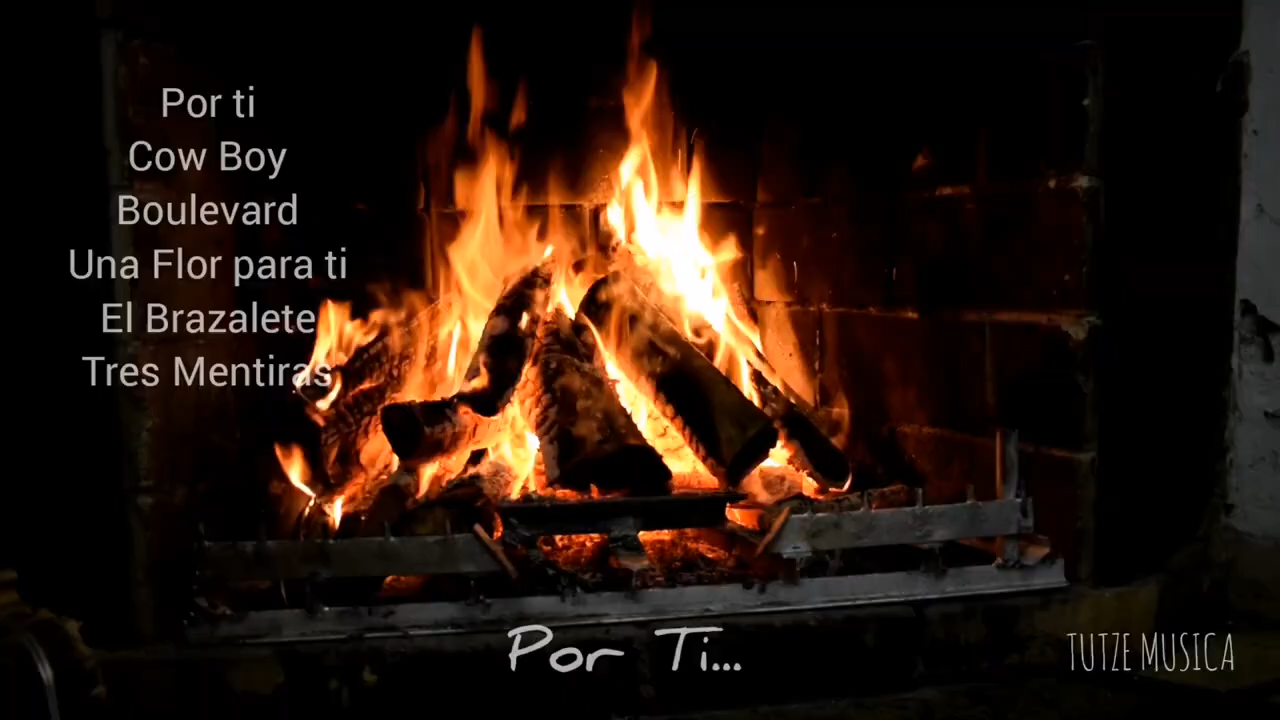 Por ti
Cow Boy
Boulevard
Una Flor para ti
El Brazalete
Tres Mentiras
Por Ti...
TUTZE MUSICA